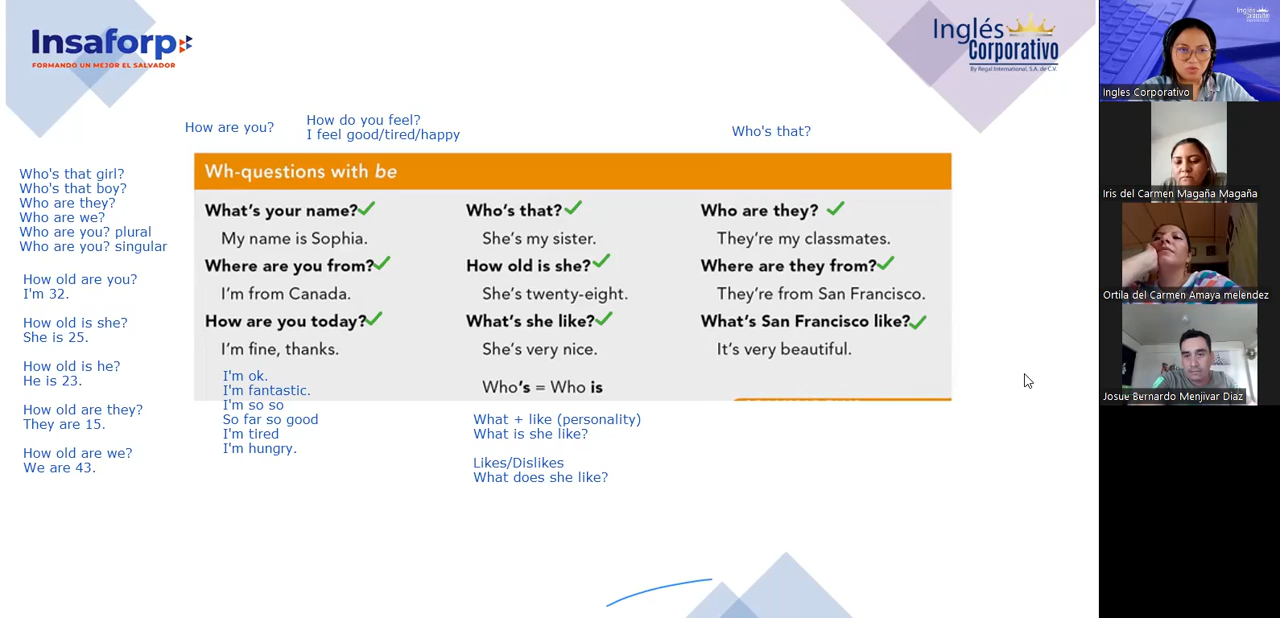 Insaforp
FORMANDO UN MEJOR EL SALVADOR
Inglés
Corporativo
By Regal International, S.A. de C.V.
How are you?
How do you feel?
I feel good/tired/happy
Who's that?
Who's that girl?
Who's that boy?
Who are they?
Who are we?
Who are you? plural
Who are you? singular
How old are you?
I'm 32.
How old is she?
She is 25.
How old is he?
He is 23.
How old are they?
They are 15.
How old are we?
We are 43.
Wh-questions with be
What's your name?
My name is Sophia.
Where are you from?
I'm from Canada.
How are you today?
I'm fine, thanks.
Who's that?
She's my sister.
How old is she?
She's twenty-eight.
What's she like?
She's very nice.
Who's = Who is
Who are they?
They're my classmates.
Where are they from?
They're from San Francisco.
What's San Francisco like?
It's very beautiful.
I'm ok.
I'm fantastic.
I'm so so
So far so good
I'm tired
I'm hungry.
What + like (personality)
What is she like?
Likes/Dislikes
What does she like?
Inglés
Ingles Corporativo
Iris del Carmen Magaña Magaña
Ortila del Carmen Amaya melendez
Josue Bernardo Menjivar Diaz